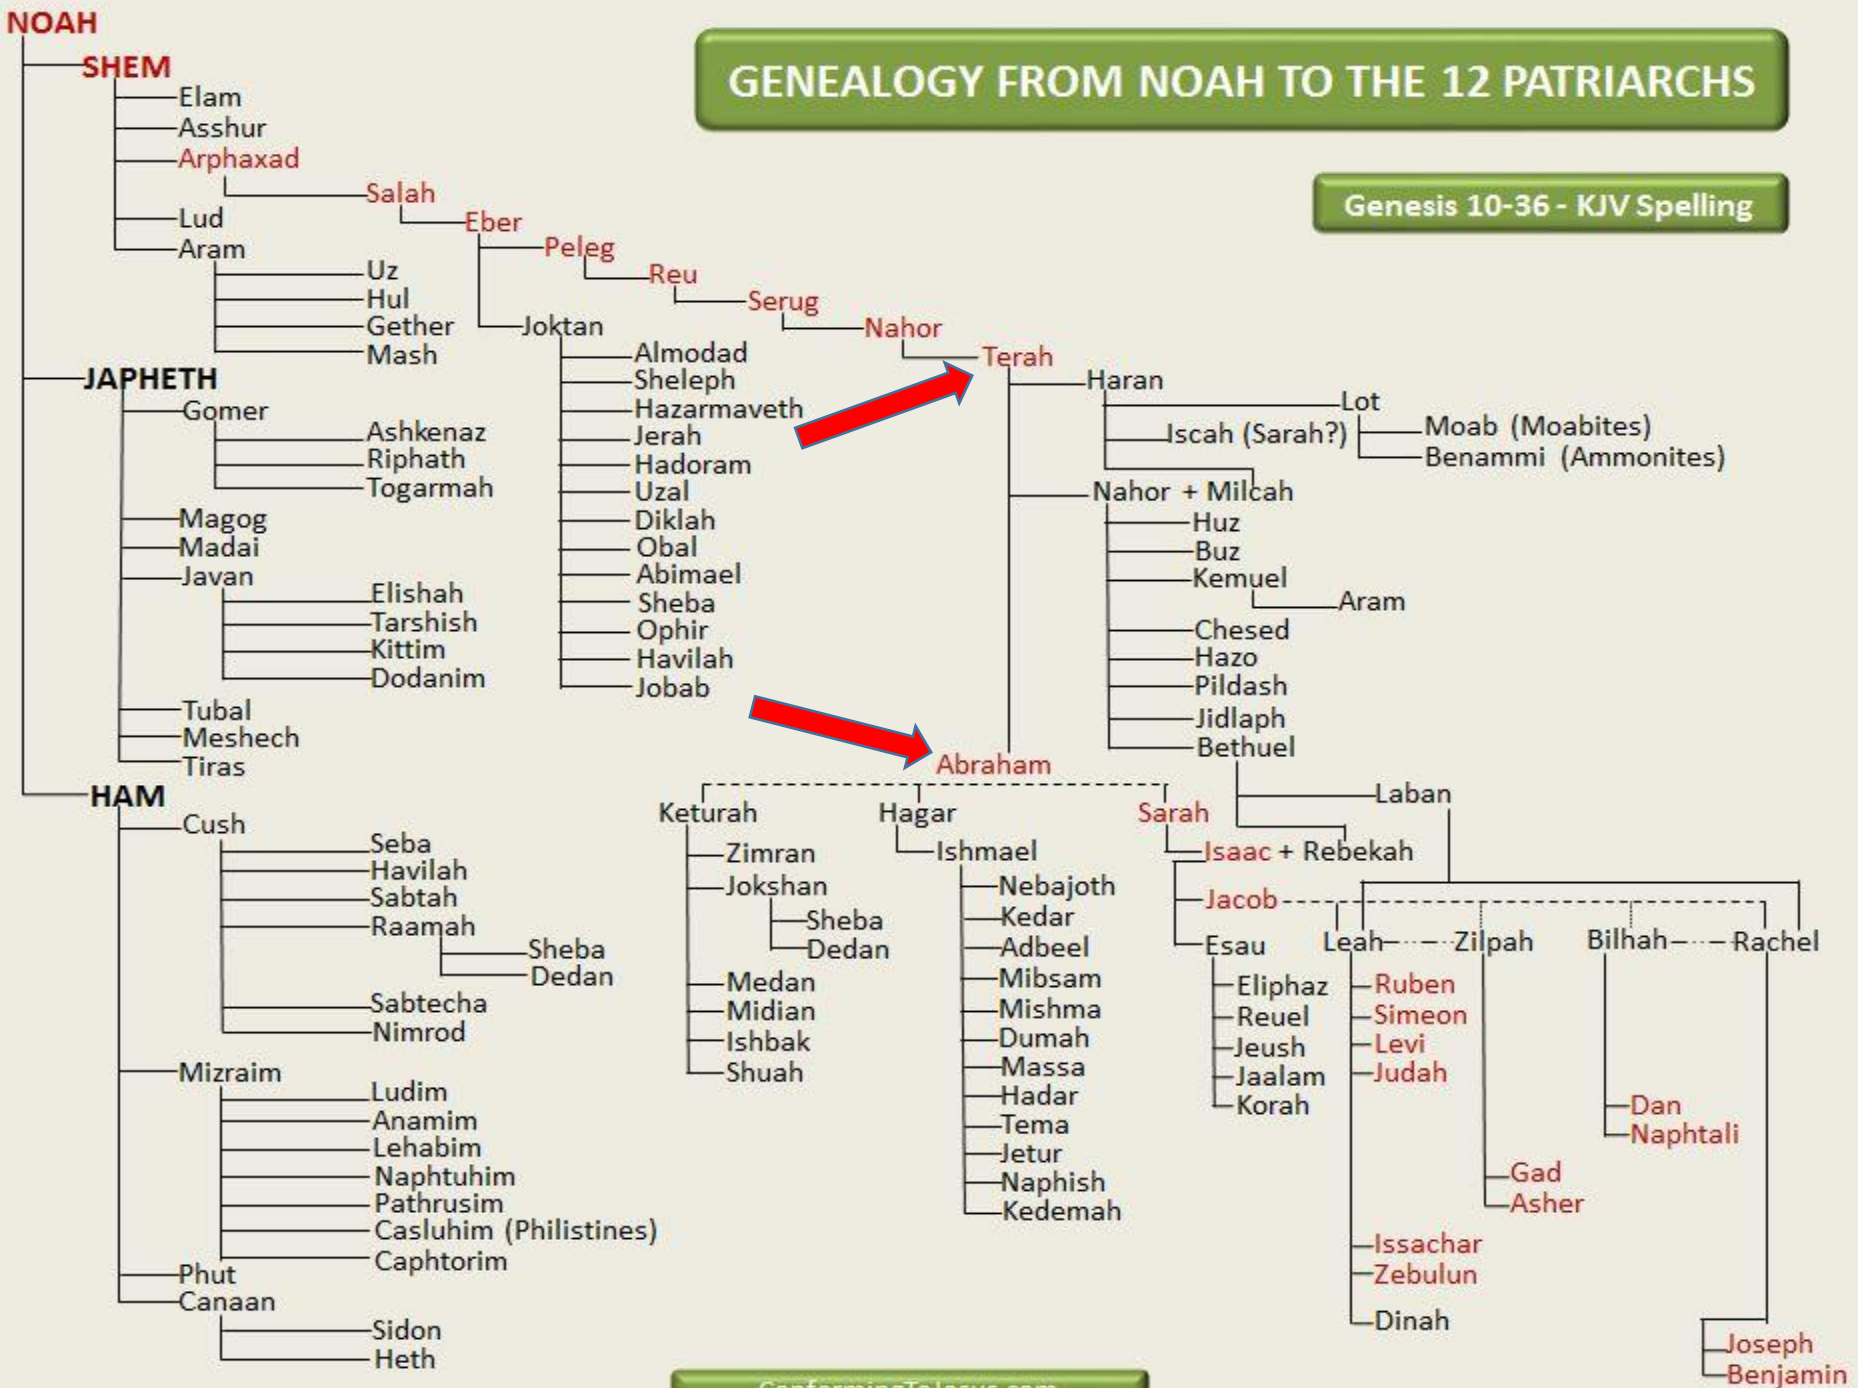 NOAH
GENEALOGY FROM NOAH TO THE 12 PATRIARCHS
Genesis 10-36 - KJV Spelling
SHEM
Elam
Asshur
Arphaxad
Salah
Eber
Peleg
Reu
Serug
Nahor
Terah
Lud
Aram
Uz
Hul
Gether
Mash
Joktan
Almodad
Sheleph
Hazarmaveth
Jerah
Hadoram
Uzal
Diklah
Obal
Abimael
Sheba
Ophir
Havilah
Jobab
Haran
Lot
Iscah (Sarah?)
Moab (Moabites)
Benammi (Ammonites)
Nahor + Milcah
Huz
Buz
Kemuel
Aram
Chesed
Hazo
Pildash
Jidlaph
Bethuel
Laban
JAPHETH
Gomer
Ashkenaz
Riphath
Togarmah
Magog
Madai
Javan
Elishah
Tarshish
Kittim
Dodanim
Tubal
Meshech
Tiras
Abraham
Keturah
Zimran
Jokshan
Sheba
Dedan
Medan
Midian
Ishbak
Shuah
Hagar
Ishmael
Nebajoth
Kedar
Adbeel
Mibsam
Mishma
Dumah
Massa
Hadar
Tema
Jetur
Naphish
Kedemah
Sarah
Isaac + Rebekah
Jacob
Esau
Eliphaz
Reuel
Jeush
Jaalam
Korah
Leah
Zilpah
Bilhah
Rachel
Ruben
Simeon
Levi
Judah
Dan
Naphtali
Gad
Asher
Issachar
Zebulun
Dinah
Joseph
Benjamin
HAM
Cush
Seba
Havilah
Sabtah
Raamah
Sheba
Dedan
Sabtecha
Nimrod
Mizraim
Ludim
Anamim
Lehabim
Naphtuhim
Pathrusim
Casluhim (Philistines)
Caphtorim
Phut
Canaan
Sidon
Heth
ConformingToJesus.com